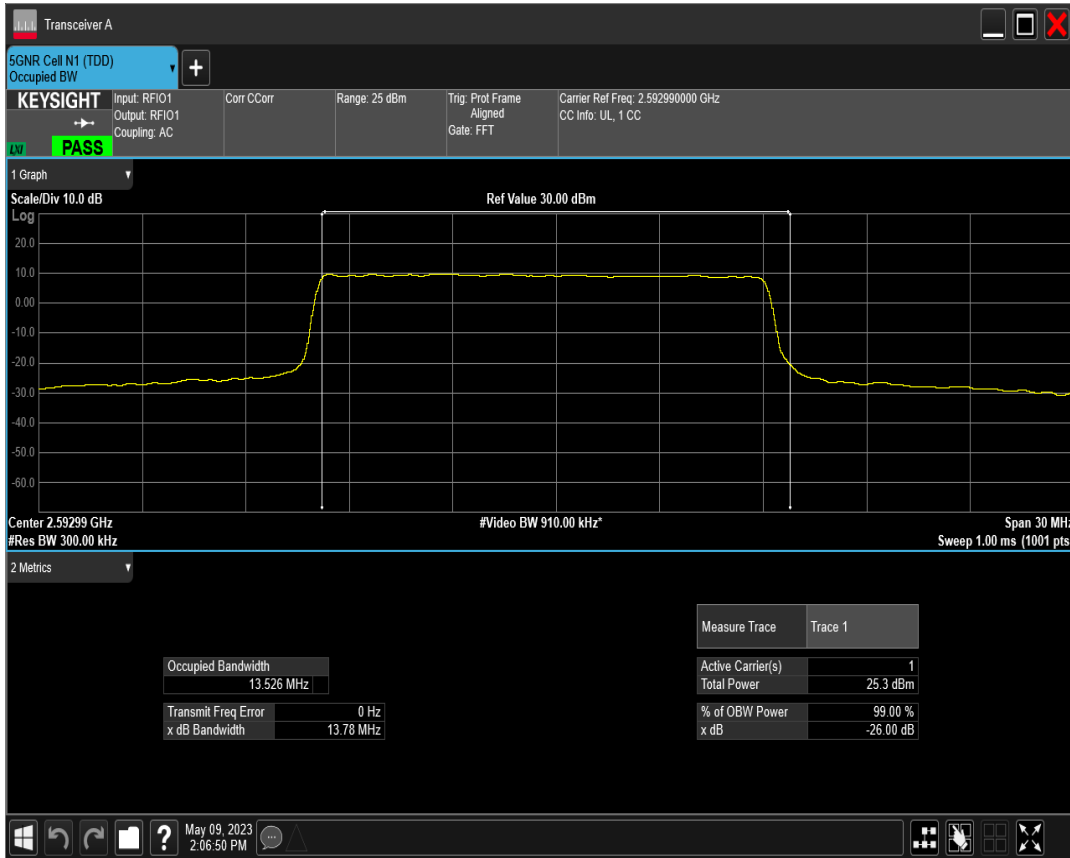 Transceiver A
5GNR Cell N1 (TDD)
Occupied BW
+
KEYSIGHT
LXI
PASS
Input: RFIO1
Output: RFIO1
Coupling: AC
Corr CCorr
Range: 25 dBm
Trig: Prot Frame
Aligned
Gate: FFT
Carrier Ref Freq: 2.592990000 GHz
CC Info: UL, 1 CC
1 Graph
Scale/Div 10.0 dB
Ref Value 30.00 dBm
Log
20.0
10.0
0.00
-10.0
-20.0
-30.0
-40.0
-50.0
-60.0
Center 2.59299 GHz
#Video BW 910.00 kHz*
Span 30 MHz
#Res BW 300.00 kHz
Sweep 1.00 ms (1001 pts
2 Metrics
Measure Trace Trace 1
Occupied Bandwidth
13.526 MHz
Transmit Freq Error 0 Hz
x dB Bandwidth 13.78 MHz
Active Carrier(s) 1
Total Power 25.3 dBm
% of OBW Power 99.00 %
x dB -26.00 dB
?
May 09, 2023
2:06:50 PM